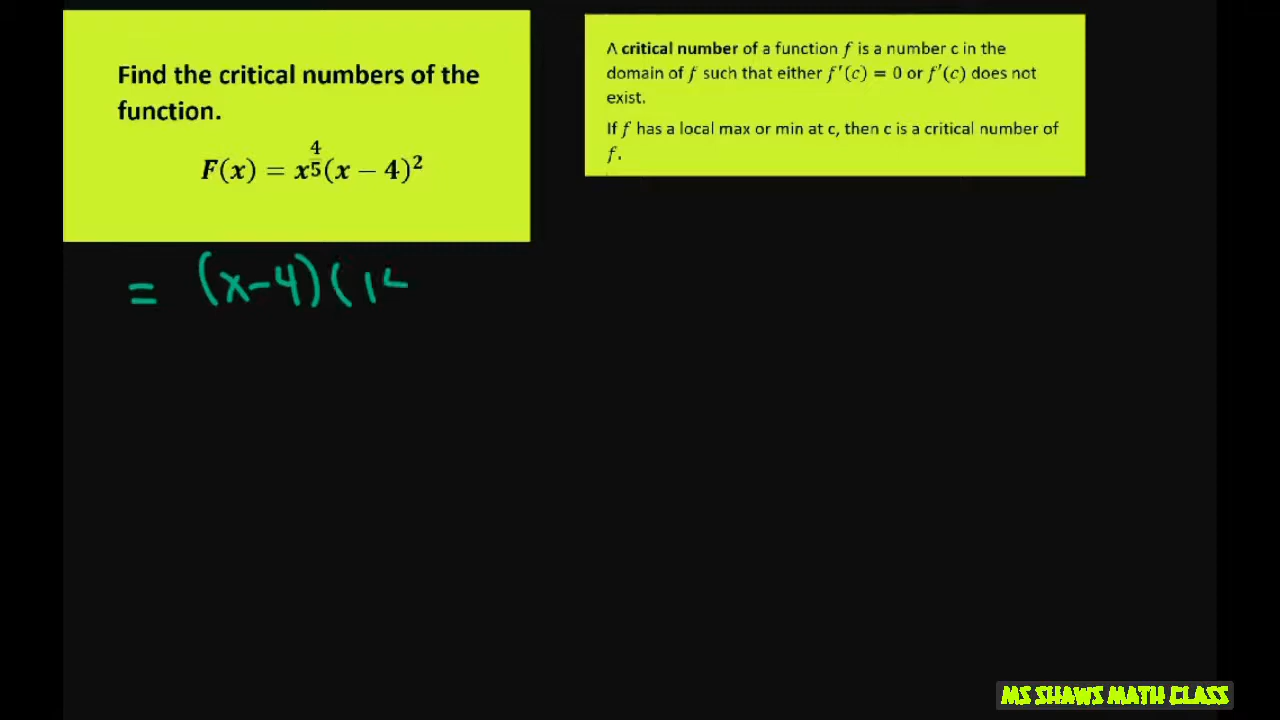 Find the critical numbers of the
function.
F(x) = x^{4/5}(x − 4)^2
A critical number of a function f is a number c in the
domain of f such that either f′(c) = 0 or f′(c) does not
exist.
If f has a local max or min at c, then c is a critical number of
f.
= (x-4)(14
MS SHAWS MATH CLASS